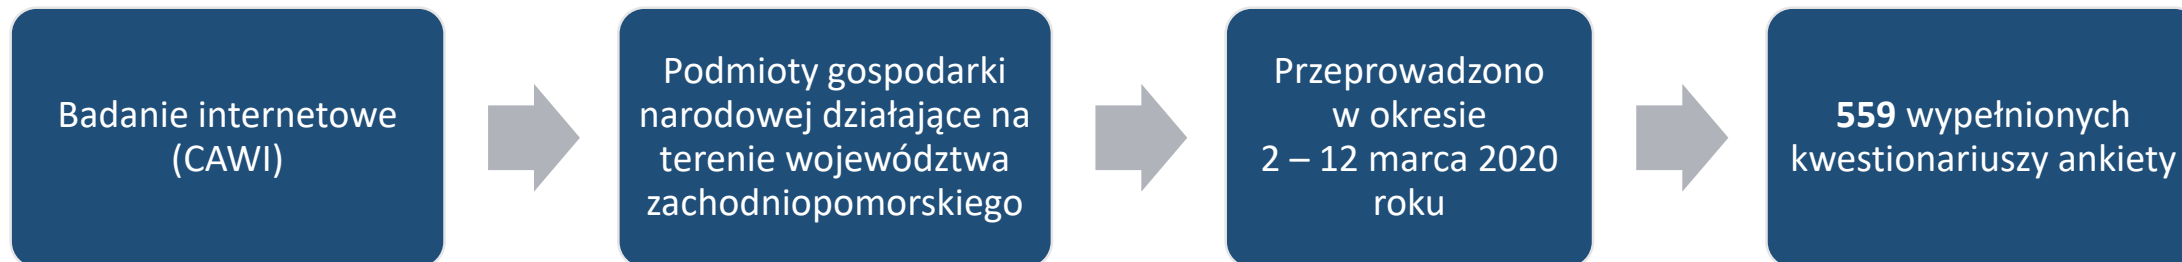 Badanie internetowe
(CAWI)
Podmioty gospodarki
narodowej działające na
terenie województwa
zachodniopomorskiego
Przeprowadzono
w okresie
2 – 12 marca 2020
roku
559 wypełnionych
kwestionariuszy ankiety